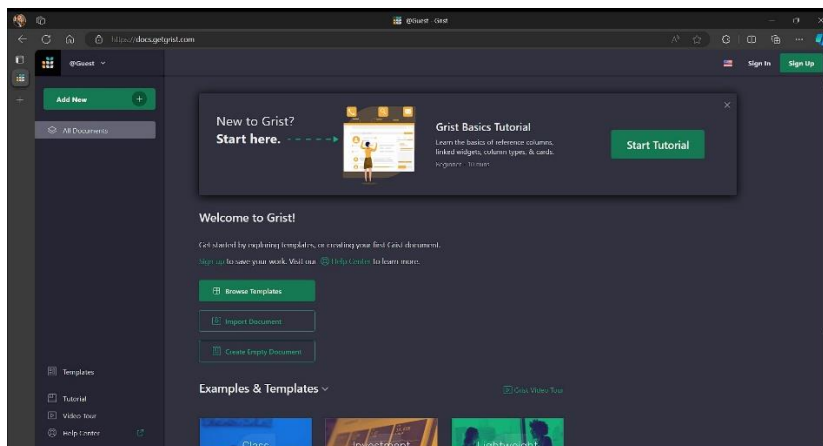 @Guest - Grist
https://docs.getgrist.com
@Guest
Sign In
Sign Up
Add New
All Documents
New to Grist?
Start here.
Grist Basics Tutorial
Learn the basics of reference columns,
linked widgets, column types, & cards.
Beginner
Start Tutorial
Welcome to Grist!
Get started by exploring templates, or creating your first Grist document.
Sign up to save your work. Visit our Help Center to learn more.
Browse Templates
Import Document
Create Empty Document
Examples & Templates
Grist Video Tour
Templates
Tutorial
Video Tour
Help Center
Class
Investment
Lightweight